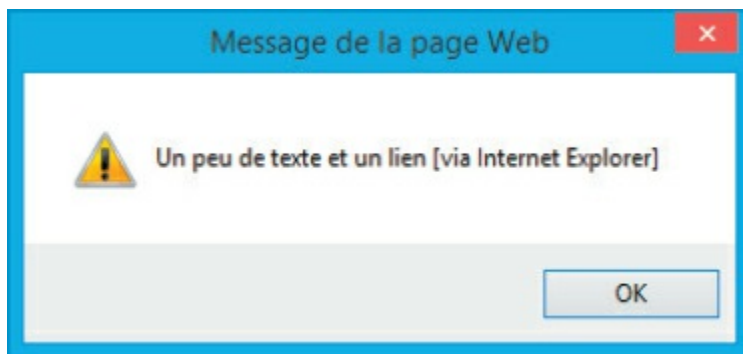 Message de la page Web
Un peu de texte et un lien [via Internet Explorer]
OK